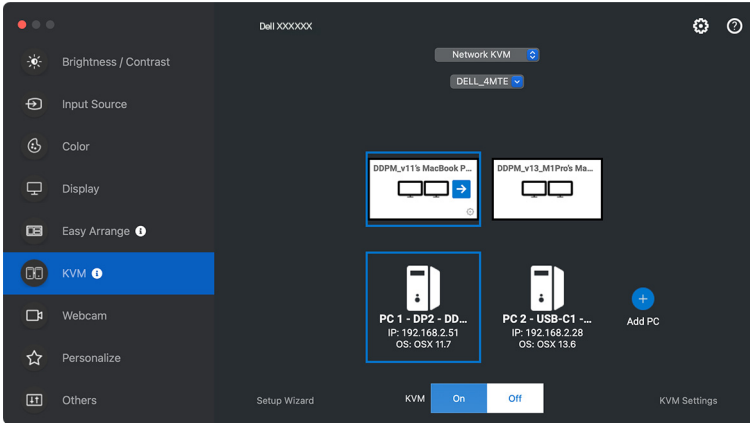 Dell XXXXXX
Network KVM
DELL_4MTE
Brightness / Contrast
Input Source
Color
Display
Easy Arrange
KVM
Webcam
Personalize
Others
DDPM_v11's MacBook P...
DDPM_v13_M1Pro's Ma...
PC 1 - DP2 - DD...
IP: 192.168.2.51
OS: OSX 11.7
PC 2 - USB-C1 -...
IP: 192.168.2.28
OS: OSX 13.6
Add PC
Setup Wizard
KVM
On
Off
KVM Settings